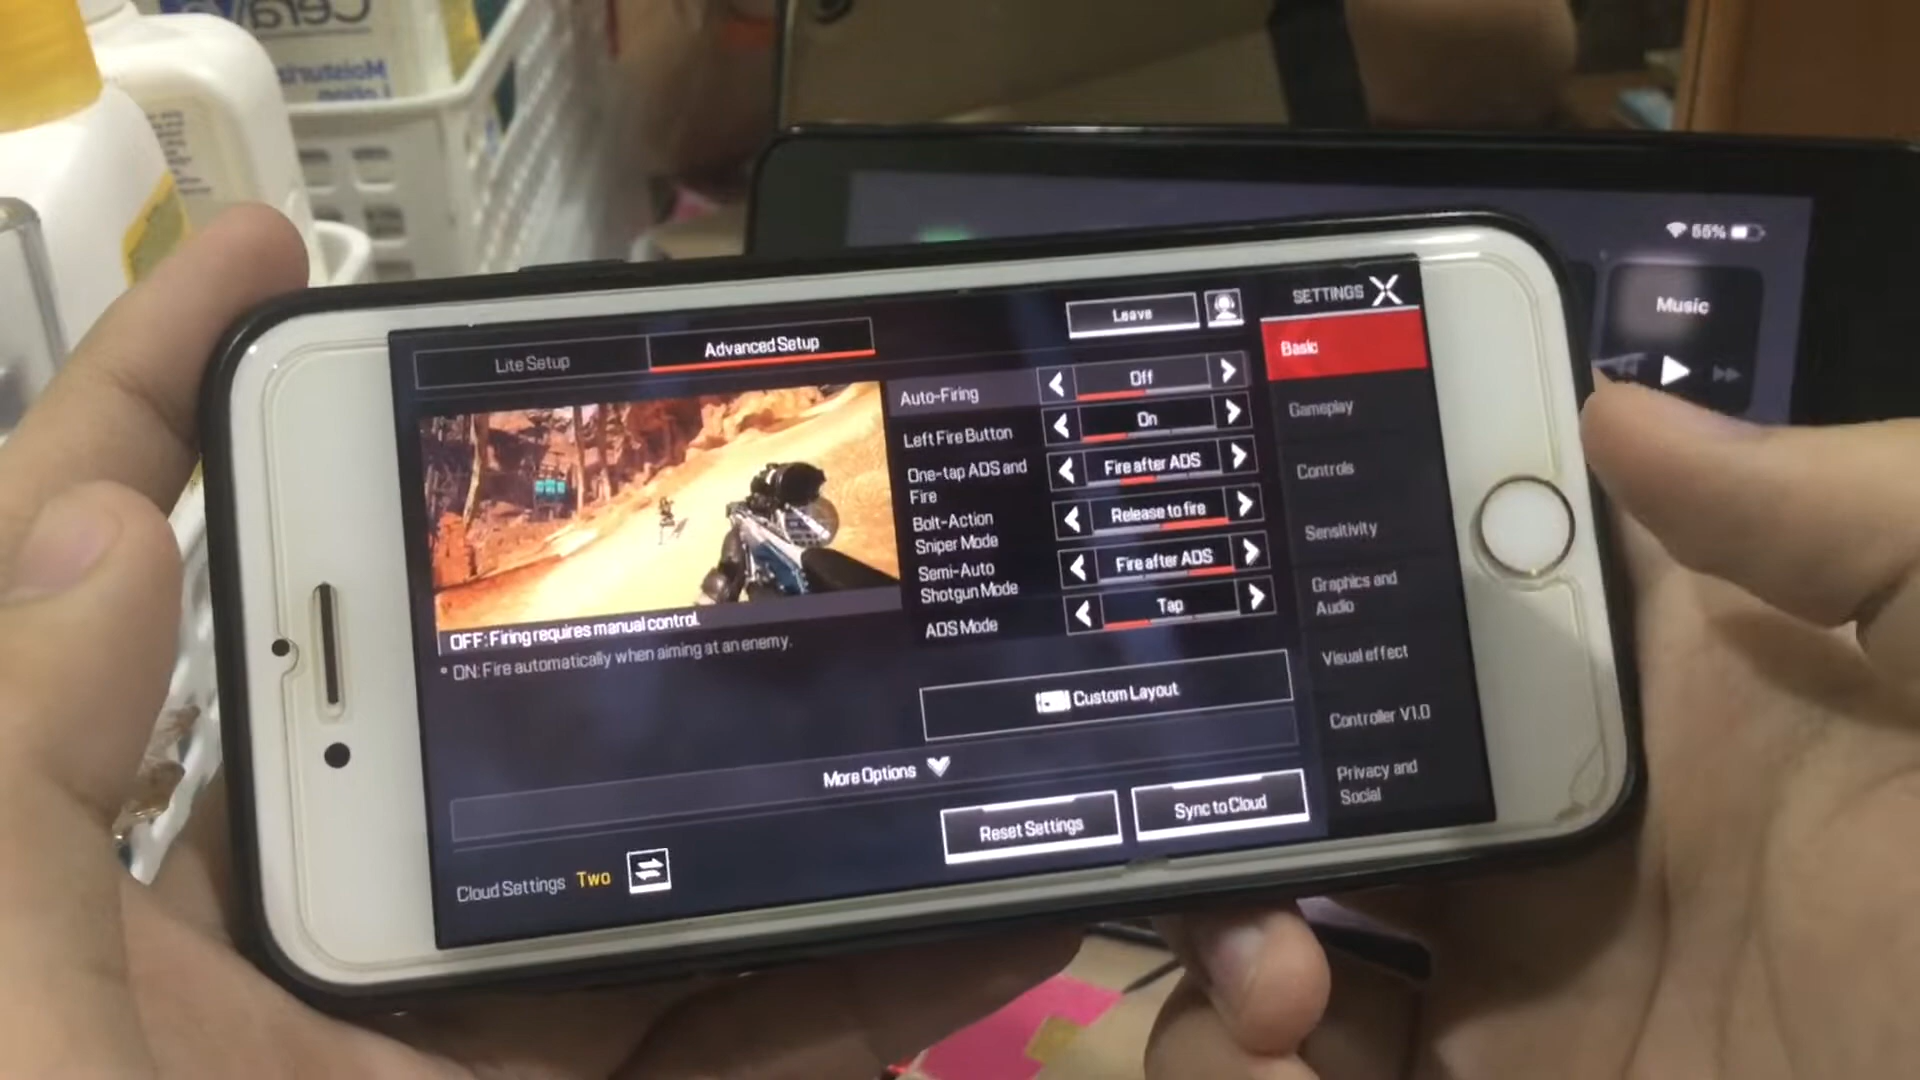 CeraVe
Moisturizi
Lotion
55%
Music
SETTINGS
Leave
Lite Setup
Advanced Setup
Basic
Gameplay
Controls
Sensitivity
Graphics and
Audio
Visual effect
Controller V1.0
Privacy and
Social
Auto-Firing
Off
Left Fire Button
On
One-tap ADS and
Fire
Fire after ADS
Bolt-Action
Sniper Mode
Release to fire
Semi-Auto
Shotgun Mode
Fire after ADS
ADS Mode
Tap
OFF: Firing requires manual control.
* ON: Fire automatically when aiming at an enemy.
Custom Layout
More Options
Reset Settings
Sync to Cloud
Cloud Settings Two